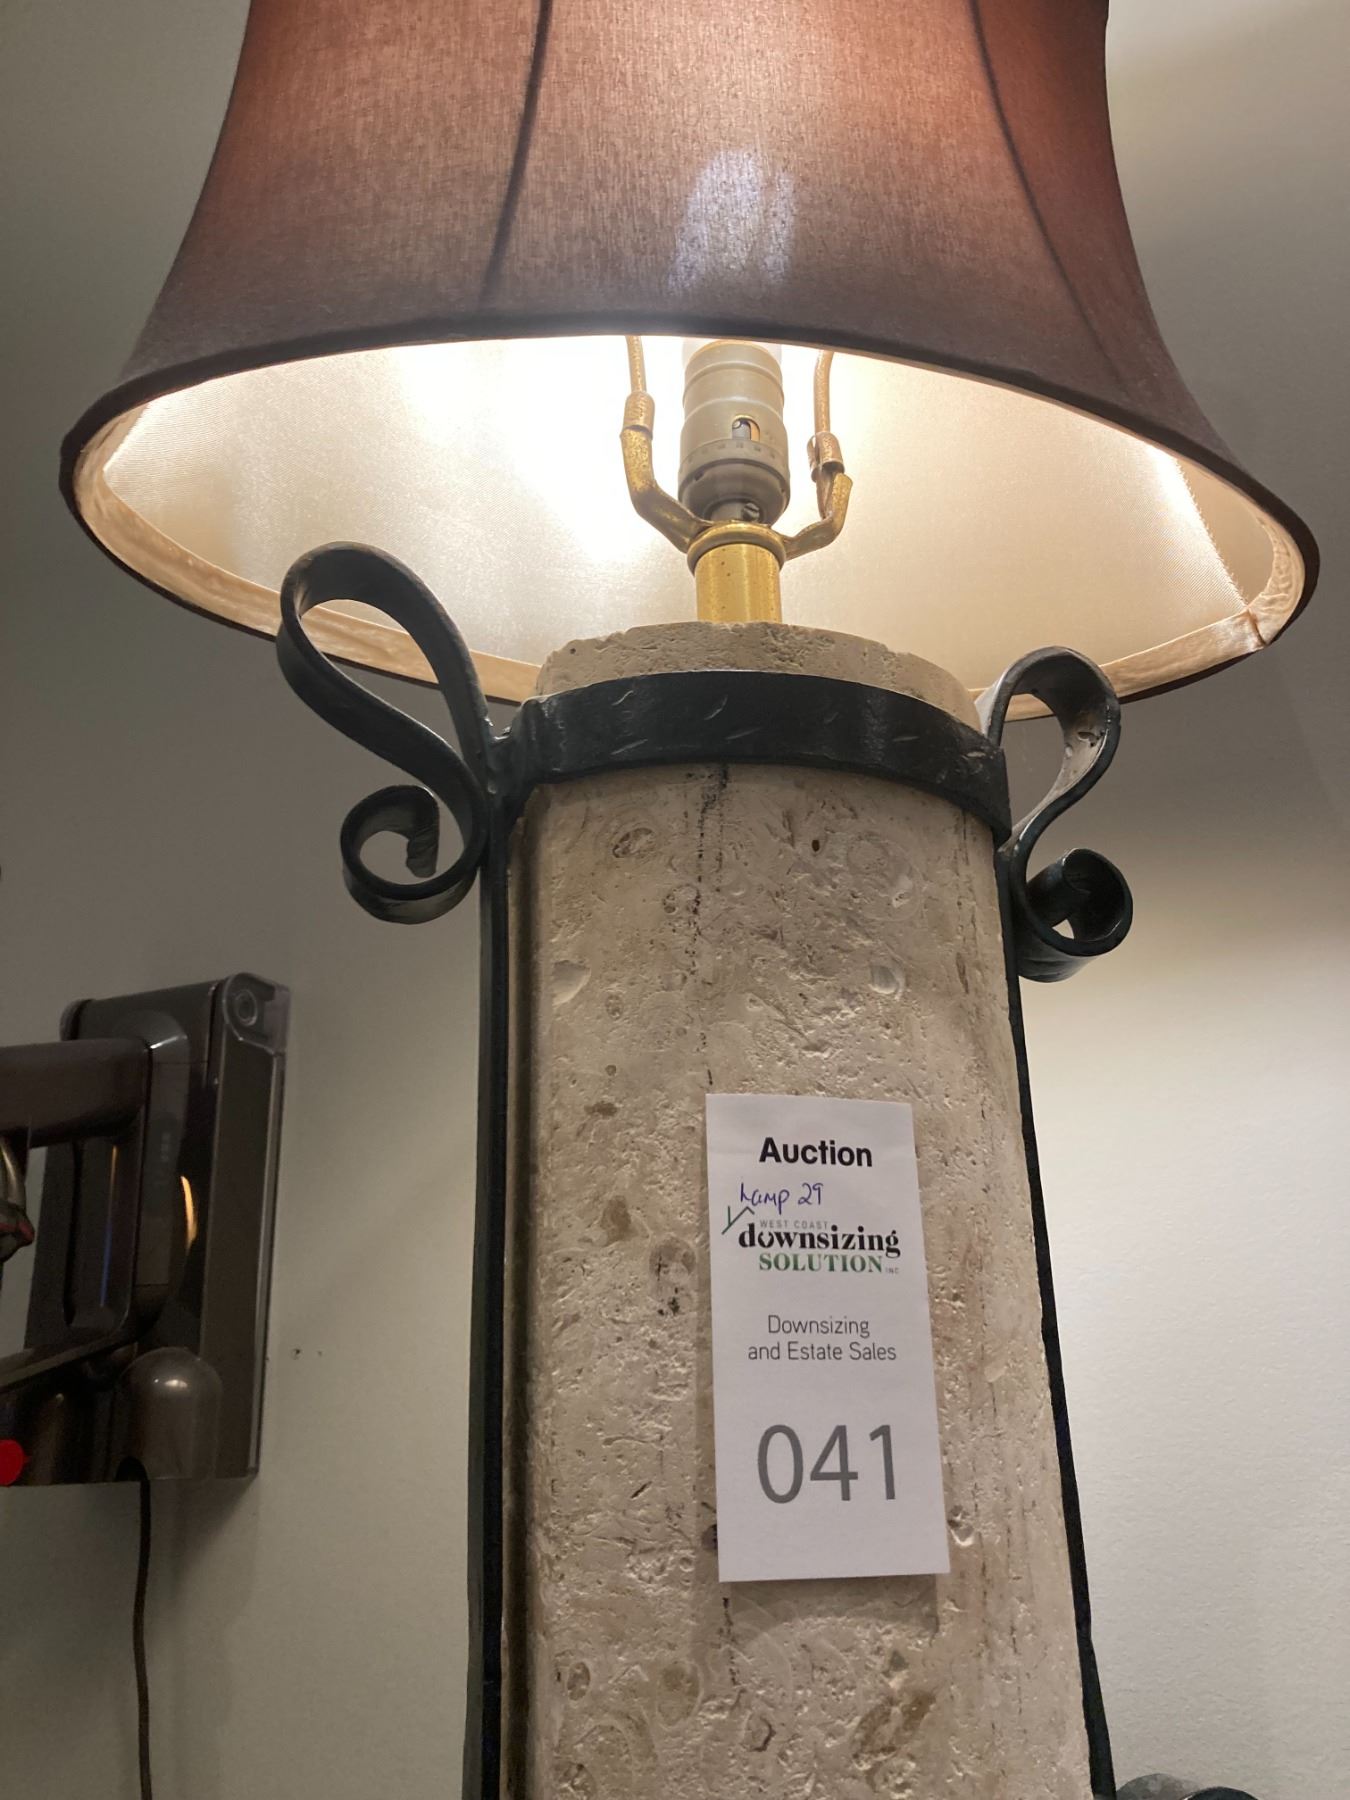 Auction
Lamp 29
WEST COAST
downsizing
SOLUTION INC
Downsizing
and Estate Sales
041